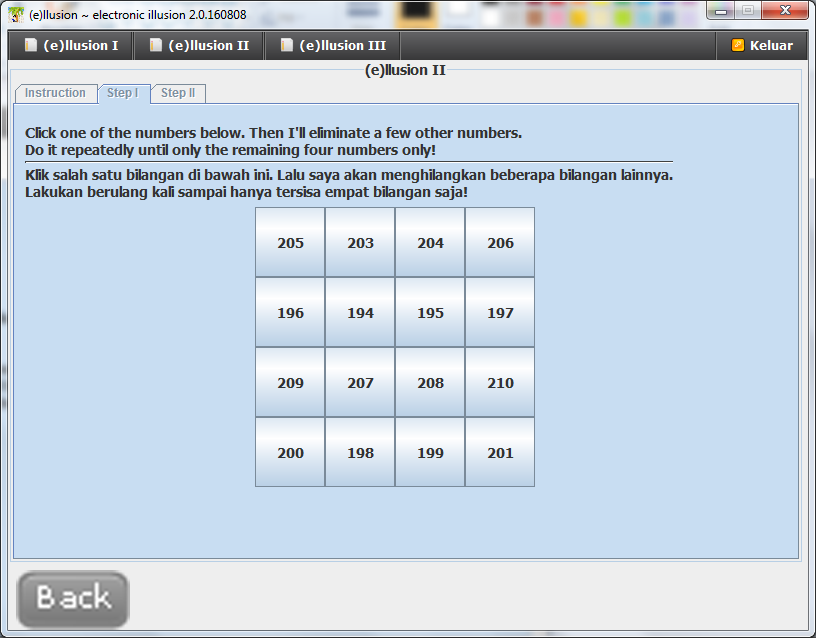 (e)llusion ~ electronic illusion 2.0.160808
(e)llusion I (e)llusion II (e)llusion III Keluar
(e)llusion II
Instruction Step I Step II
Click one of the numbers below. Then I'll eliminate a few other numbers.
Do it repeatedly until only the remaining four numbers only!
Klik salah satu bilangan di bawah ini. Lalu saya akan menghilangkan beberapa bilangan lainnya.
Lakukan berulang kali sampai hanya tersisa empat bilangan saja!
205 203 204 206
196 194 195 197
209 207 208 210
200 198 199 201
Back